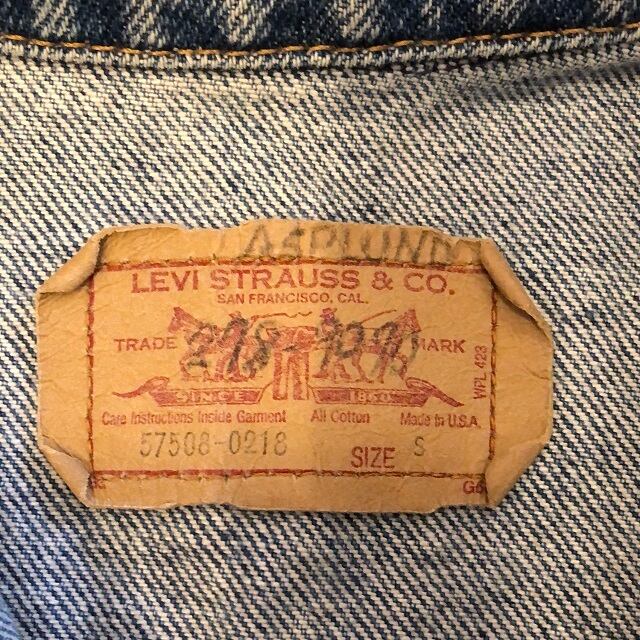 ASPLUND
LEVI STRAUSS & CO.
SAN FRANCISCO, CAL.
TRADE MARK
SINCE 1850
WPL 423
Care Instructions Inside Garment All Cotton Made in U.S.A.
57508-0218
SIZE S